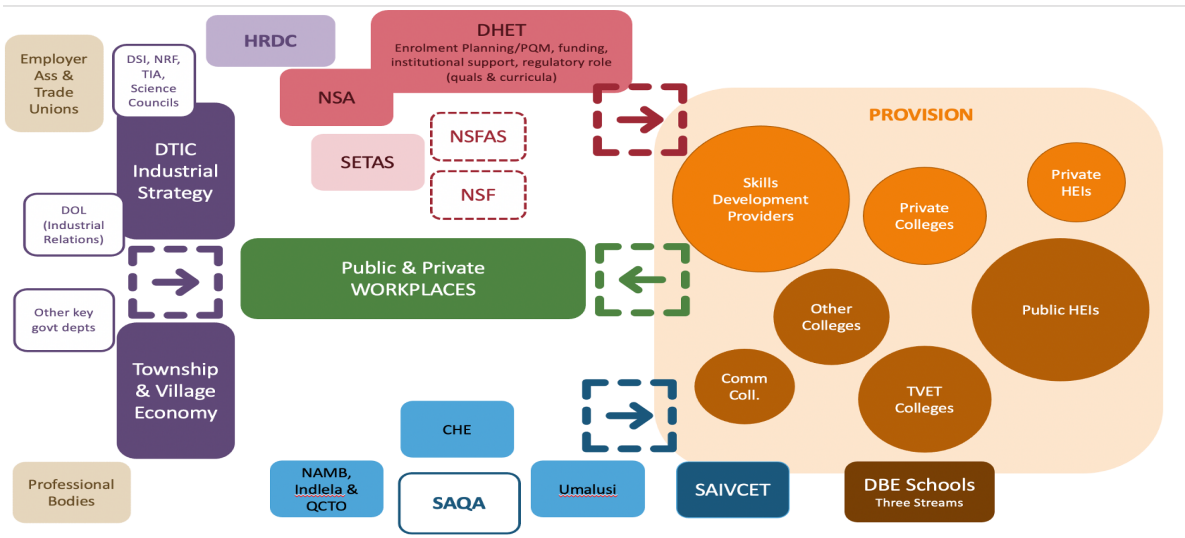 HRDC
DHET
Enrolment Planning/PQM, funding,
institutional support, regulatory role
(quals & curricula)
Employer
Ass & Trade
Unions
DSI, NRF,
TIA,
Science
Councils
NSA
NSFAS
SETAS
NSF
DTIC
Industrial
Strategy
DOL
(Industrial
Relations)
Public & Private
WORKPLACES
Other key
govt depts
Township
& Village
Economy
PROVISION
Skills
Development
Providers
Private
Colleges
Private
HEIs
Other
Colleges
Public HEIs
Comm
Coll.
TVET
Colleges
CHE
Professional
Bodies
NAMB,
Indlela &
QCTO
SAQA
Umalusi
SAIVCET
DBE Schools
Three Streams